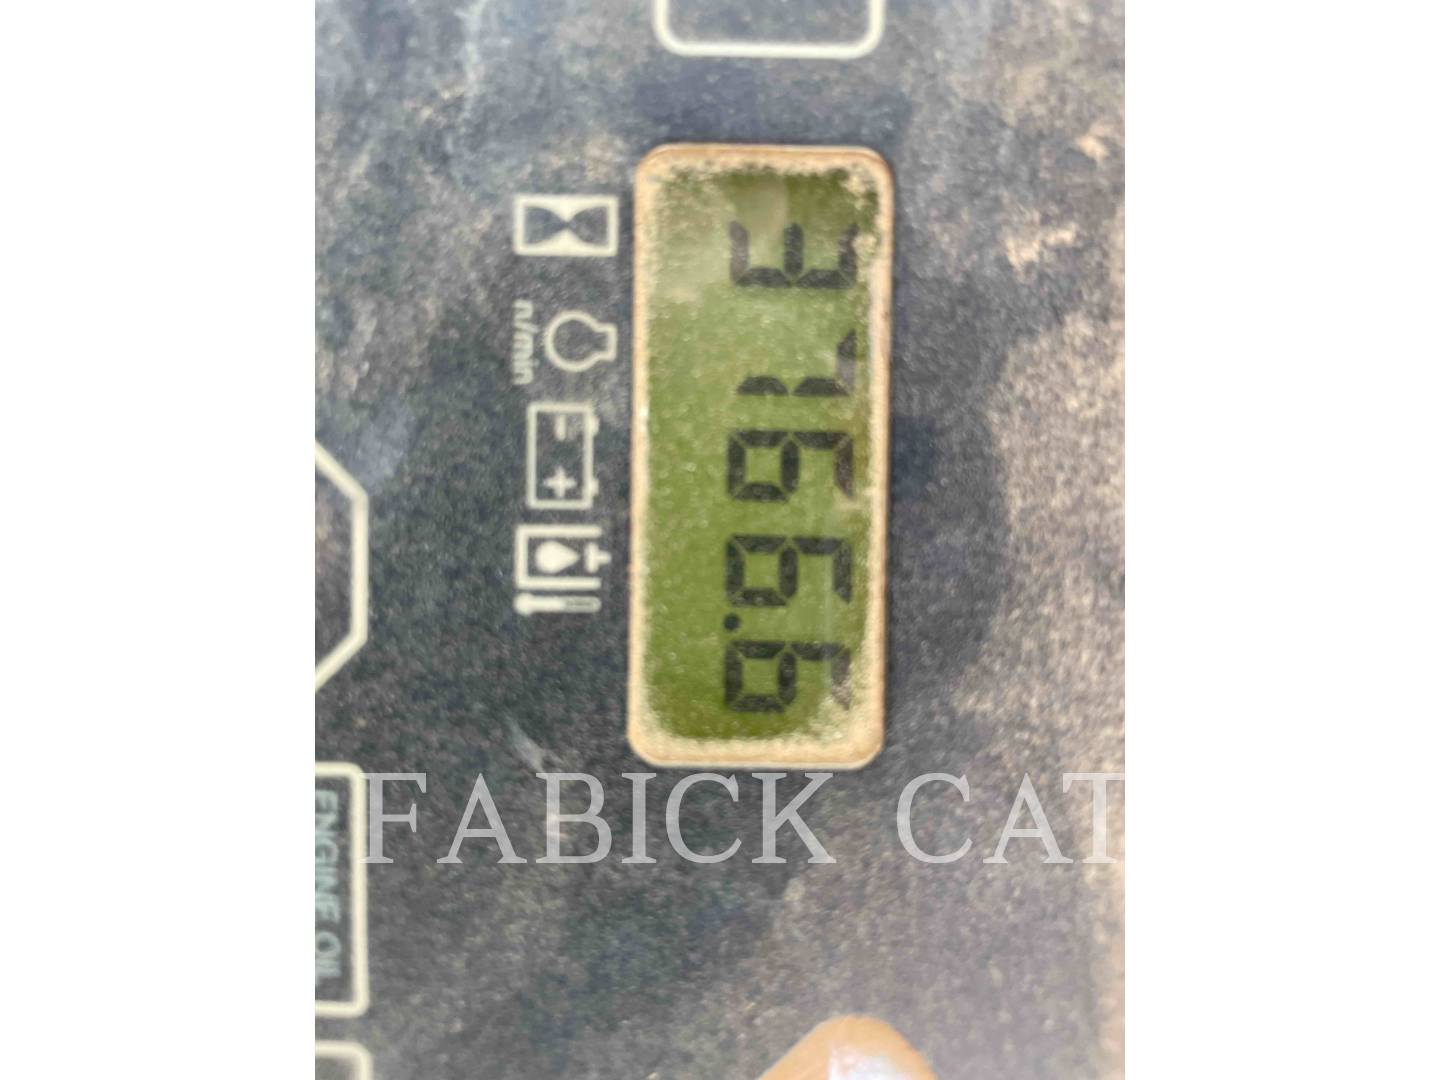 3766.6
n/min
ENGINE OIL
FABICK CAT